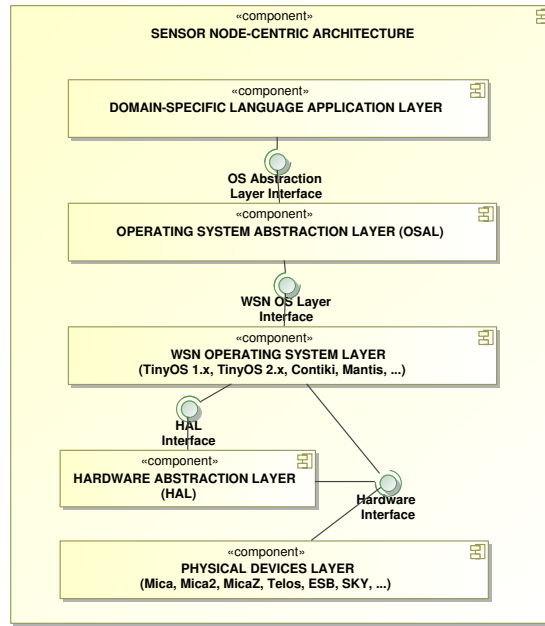 «component»
SENSOR NODE-CENTRIC ARCHITECTURE
«component»
DOMAIN-SPECIFIC LANGUAGE APPLICATION LAYER
OS Abstraction
Layer Interface
«component»
OPERATING SYSTEM ABSTRACTION LAYER (OSAL)
WSN OS Layer
Interface
«component»
WSN OPERATING SYSTEM LAYER
(TinyOS 1.x, TinyOS 2.x, Contiki, Mantis, ...)
HAL
Interface
«component»
HARDWARE ABSTRACTION LAYER
(HAL)
Hardware
Interface
«component»
PHYSICAL DEVICES LAYER
(Mica, Mica2, MicaZ, Telos, ESB, SKY, ...)